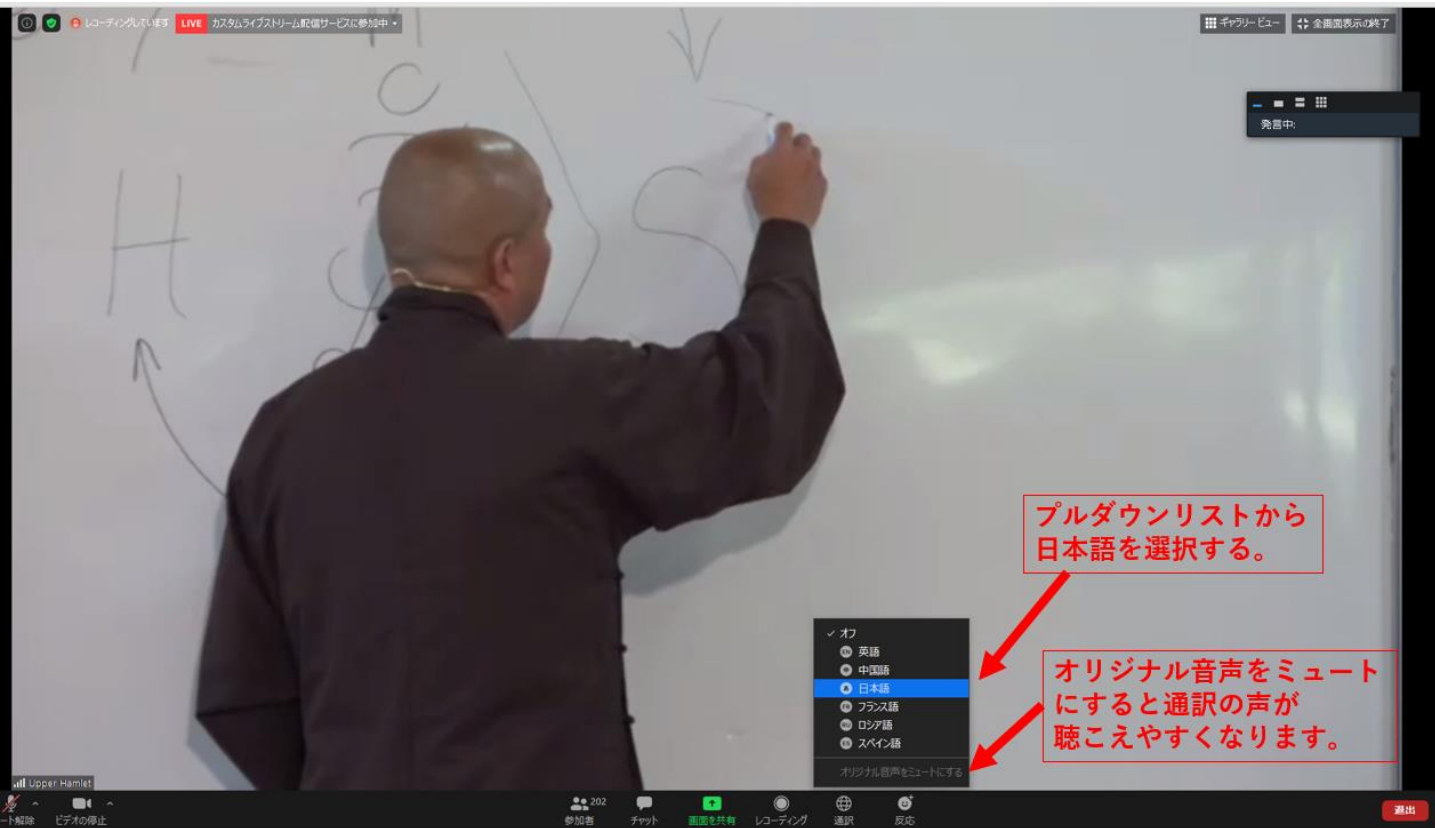 レコーディングしています LIVE カスタムライブストリーム配信サービスに参加中
ギャラリービュー 全画面表示の終了
発言中:
H
S
プルダウンリストから
日本語を選択する。
オリジナル音声をミュート
にすると通訳の声が
聴こえやすくなります。
オフ
EN 英語
中国語
日本語
FR フランス語
RU ロシア語
ES スペイン語
オリジナル音声をミュートにする
Upper Hamlet
ート解除
ビデオの停止
202
参加者
チャット
画面を共有
レコーディング
通訳
反応
退出